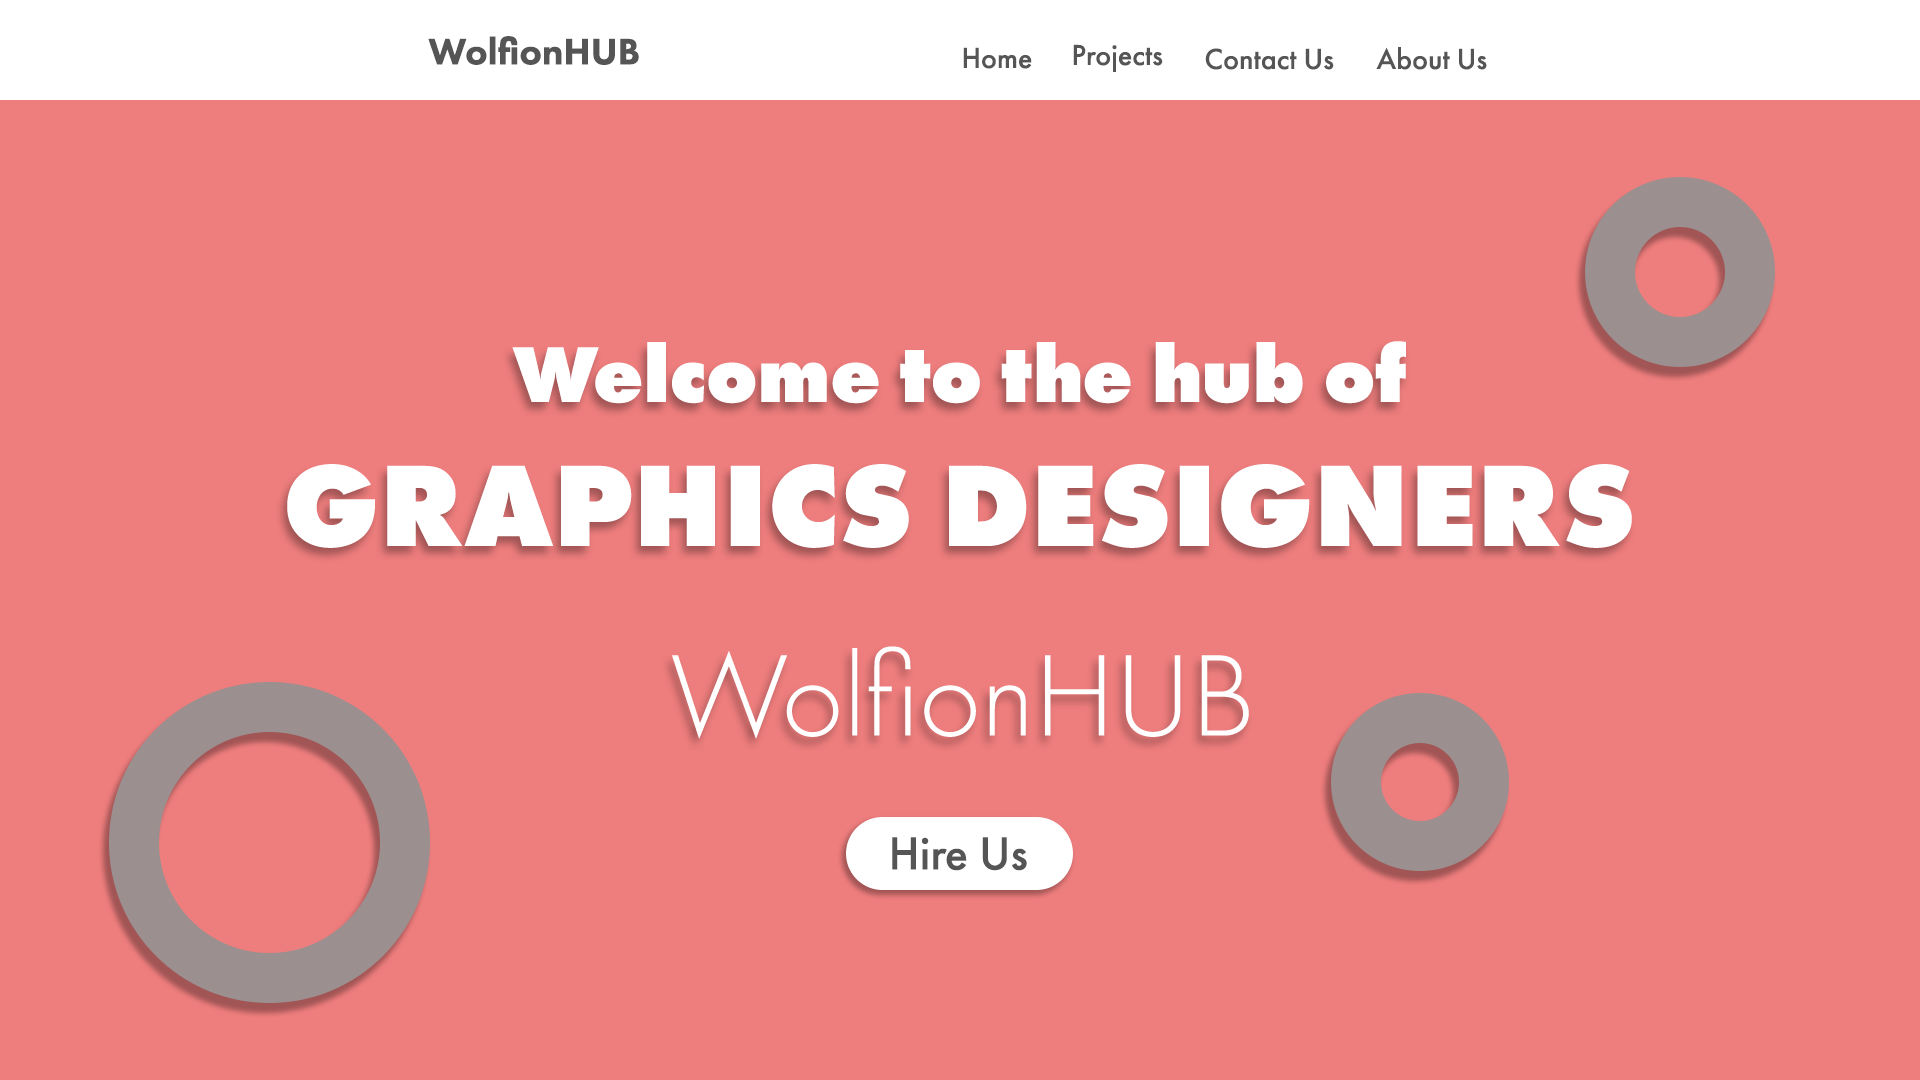 WolfionHUB
Home Projects Contact Us About Us
Welcome to the hub of
GRAPHICS DESIGNERS
WolfionHUB
Hire Us